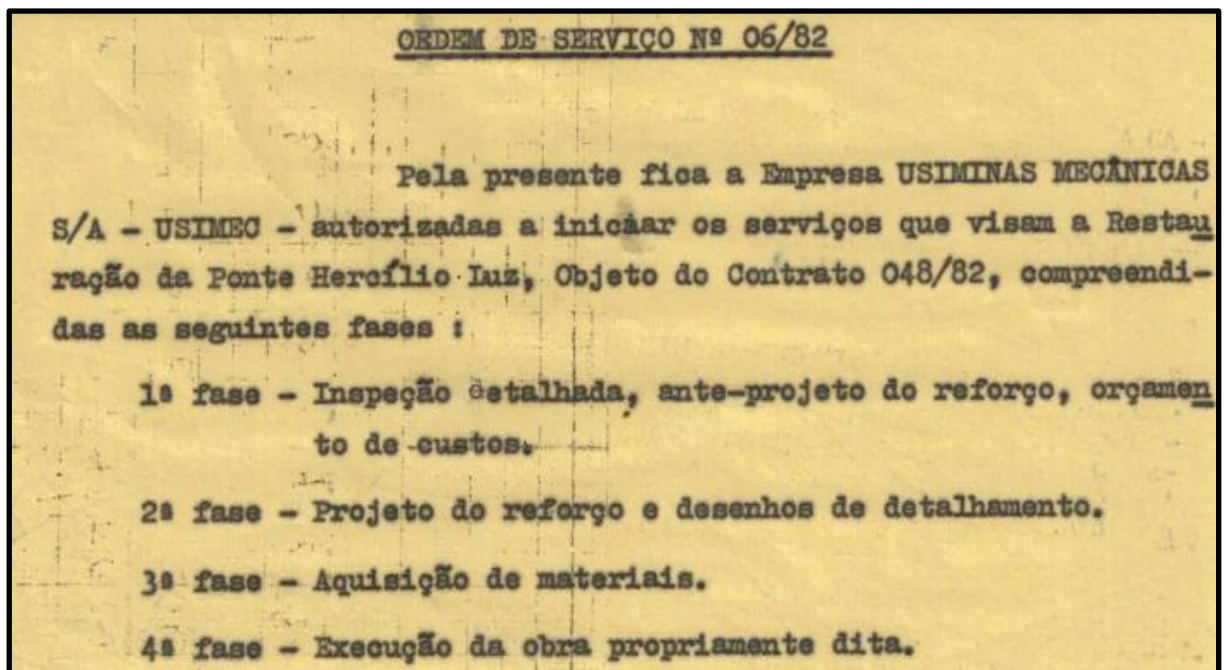 ORDEM DE SERVIÇO Nº 06/82
Pela presente fica a Empresa USIMINAS MECÂNICAS
S/A - USIMEC - autorizadas a iniciar os serviços que visam a Restau
ração da Ponte Hercílio Luz, Objeto do Contrato 048/82, compreendi-
das as seguintes fases :
1ª fase - Inspeção detalhada, ante-projeto do reforço, orçamen
to de custos.
2ª fase - Projeto do reforço e desenhos de detalhamento.
3ª fase - Aquisição de materiais.
4ª fase - Execução da obra propriamente dita.